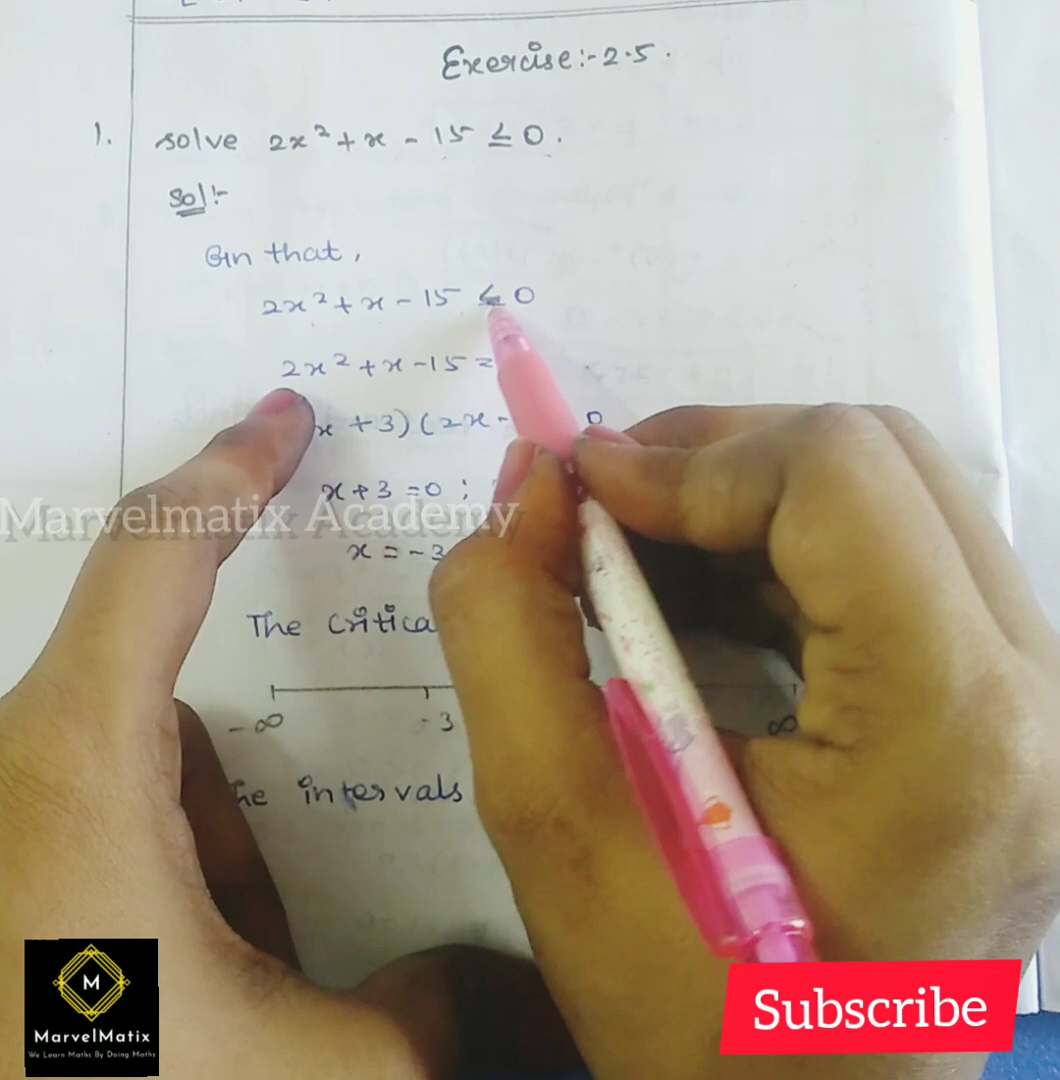 Exercise:- 2.5.
1. solve 2x² + x - 15 ≤ 0.
Sol:-
Gn that,
2x² + x - 15 ≤ 0
2x² + x - 15 =
x + 3) (2x - 0
x + 3 = 0 ;
Marvelmatix Academy
x = -3
The critica
-∞ -3 ∞
he intervals
M
MarvelMatix
We Learn Maths By Doing Maths
Subscribe